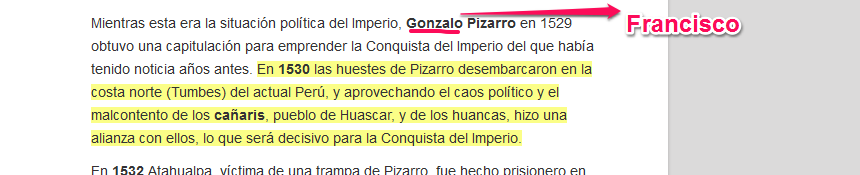 Mientras esta era la situación política del Imperio, Gonzalo Pizarro en 1529
Francisco
obtuvo una capitulación para emprender la Conquista del Imperio del que había
tenido noticia años antes. En 1530 las huestes de Pizarro desembarcaron en la
costa norte (Tumbes) del actual Perú, y aprovechando el caos político y el
malcontento de los cañaris, pueblo de Huascar, y de los huancas, hizo una
alianza con ellos, lo que será decisivo para la Conquista del Imperio.
En 1532 Atahualpa, víctima de una trampa de Pizarro, fue hecho prisionero en